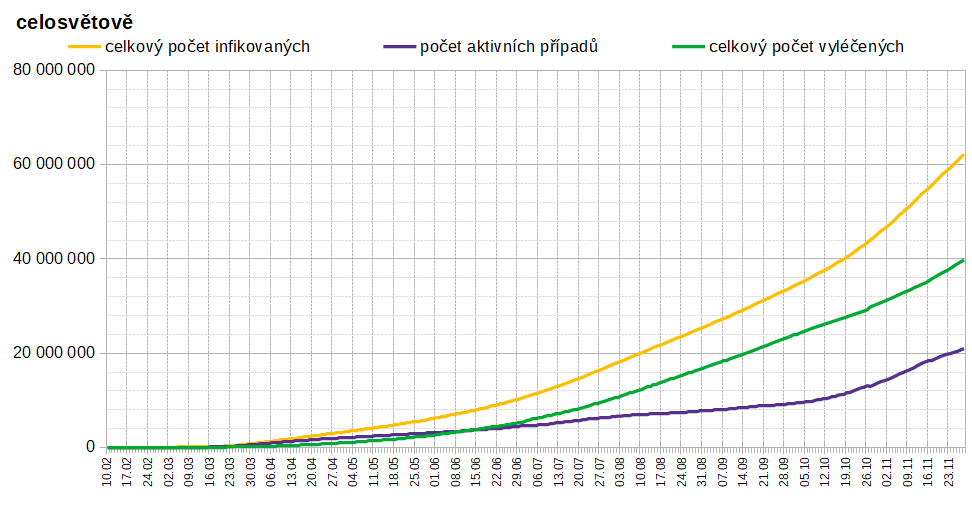 celosvětově
celkový počet infikovaných počet aktivních případů celkový počet vyléčených
80 000 000
60 000 000
40 000 000
20 000 000
0
10.02 17.02 24.02 02.03 09.03 16.03 23.03 30.03 06.04 13.04 20.04 27.04 04.05 11.05 18.05 25.05 01.06 08.06 15.06 22.06 29.06 06.07 13.07 20.07 27.07 03.08 10.08 17.08 24.08 31.08 07.09 14.09 21.09 28.09 05.10 12.10 19.10 26.10 02.11 09.11 16.11 23.11